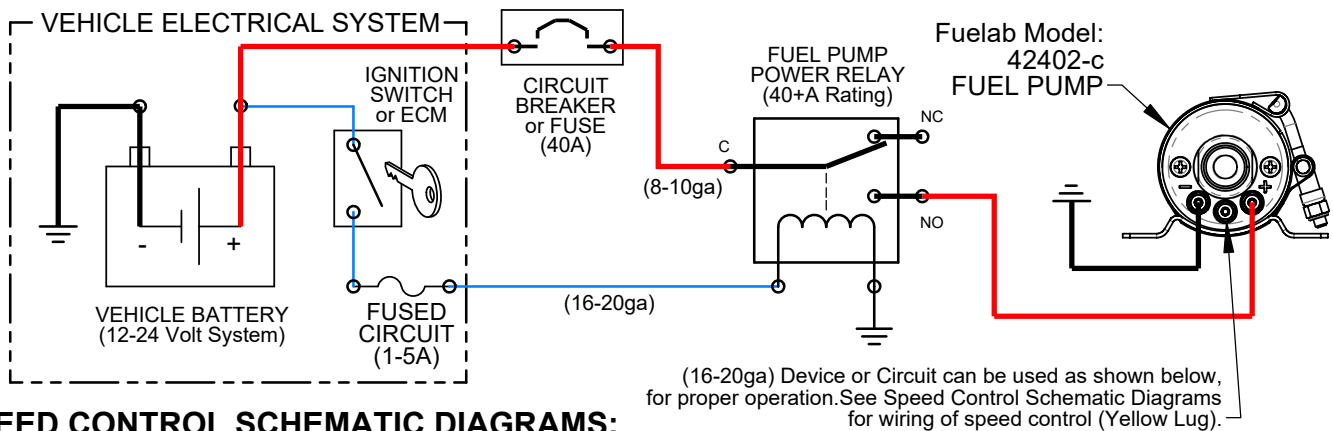 VEHICLE ELECTRICAL SYSTEM
IGNITION
SWITCH
or ECM
CIRCUIT
BREAKER
or FUSE
(40A)
FUEL PUMP
POWER RELAY
(40+A Rating)
Fuelab Model:
42402-c
FUEL PUMP
C
NC
NO
(8-10ga)
- +
- +
VEHICLE BATTERY
(12-24 Volt System)
FUSED
CIRCUIT
(1-5A)
(16-20ga)
(16-20ga) Device or Circuit can be used as shown below,
for proper operation.See Speed Control Schematic Diagrams
for wiring of speed control (Yellow Lug).
EED CONTROL SCHEMATIC DIAGRAMS: